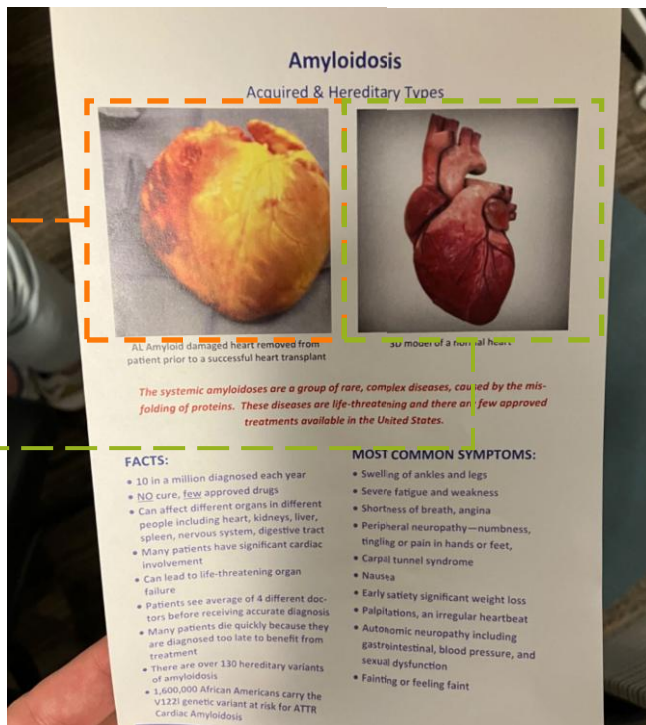 Amyloidosis
Acquired & Hereditary Types
AL Amyloid damaged heart removed from
patient prior to a successful heart transplant
3D model of a normal heart
The systemic amyloidoses are a group of rare, complex diseases, caused by the mis-
folding of proteins. These diseases are life-threatening and there are few approved
treatments available in the United States.
FACTS:
• 10 in a million diagnosed each year
• NO cure, few approved drugs
• Can affect different organs in different
people including heart, kidneys, liver,
spleen, nervous system, digestive tract
• Many patients have significant cardiac
involvement
• Can lead to life-threatening organ
failure
• Patients see average of 4 different doc-
tors before receiving accurate diagnosis
• Many patients die quickly because they
are diagnosed too late to benefit from
treatment
• There are over 130 hereditary variants
of amyloidosis
• 1,600,000 African Americans carry the
V122I genetic variant at risk for ATTR
Cardiac Amyloidosis
MOST COMMON SYMPTOMS:
• Swelling of ankles and legs
• Severe fatigue and weakness
• Shortness of breath, angina
• Peripheral neuropathy—numbness,
tingling or pain in hands or feet,
• Carpal tunnel syndrome
• Nausea
• Early satiety significant weight loss
• Palpitations, an irregular heartbeat
• Autonomic neuropathy including
gastrointestinal, blood pressure, and
sexual dysfunction
• Fainting or feeling faint